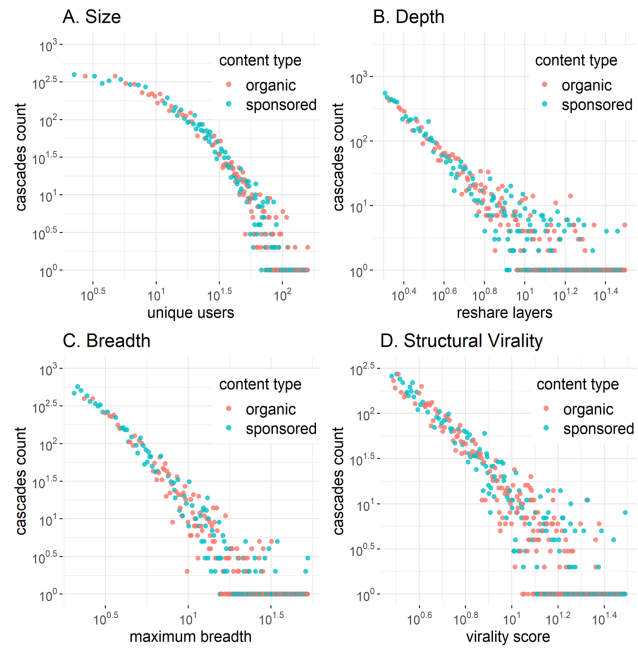 A. Size
10^3
10^2.5
10^2
10^1.5
10^1
10^0.5
10^0
cascades count
content type
organic
sponsored
10^0.5 10^1 10^1.5 10^2
unique users
B. Depth
10^3
10^2
10^1
10^0
cascades count
content type
organic
sponsored
10^0.4 10^0.6 10^0.8 10^1 10^1.2 10^1.4
reshare layers
C. Breadth
10^3
10^2.5
10^2
10^1.5
10^1
10^0.5
10^0
cascades count
content type
organic
sponsored
10^0.5 10^1 10^1.5
maximum breadth
D. Structural Virality
10^2.5
10^2
10^1.5
10^1
10^0.5
10^0
cascades count
content type
organic
sponsored
10^0.6 10^0.8 10^1 10^1.2 10^1.4
virality score